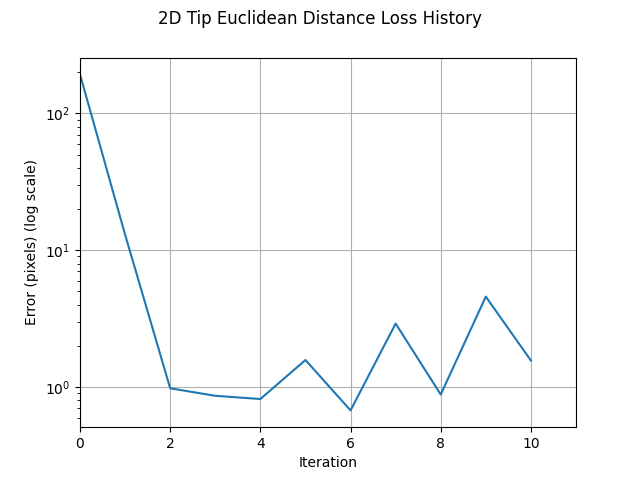 2D Tip Euclidean Distance Loss History
10²
10¹
10⁰
Error (pixels) (log scale)
0 2 4 6 8 10
Iteration